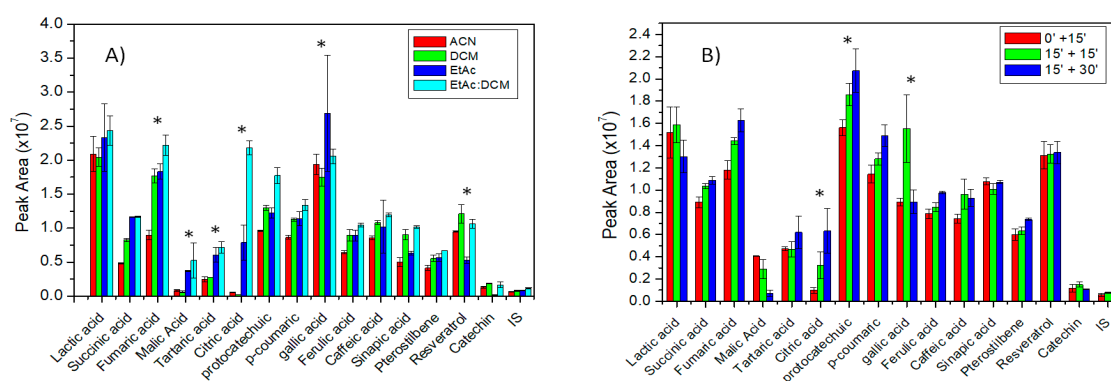 A)
ACN
DCM
EtAc
EtAc:DCM
Peak Area (x10⁷)
4.0
3.5
3.0
2.5
2.0
1.5
1.0
0.5
0.0
*
*
*
*
*
*
Lactic acid
Succinic acid
Fumaric acid
Malic Acid
Tartaric acid
Citric acid
protocatechuic
p-coumaric
gallic acid
Ferulic acid
Caffeic acid
Sinapic acid
Pterostilbene
Resveratrol
Catechin
IS
B)
0' +15'
15' + 15'
15' + 30'
Peak Area (x10⁷)
2.4
2.2
2.0
1.8
1.6
1.4
1.2
1.0
0.8
0.6
0.4
0.2
0.0
*
*
*
Lactic acid
Succinic acid
Fumaric acid
Malic Acid
Tartaric acid
Citric acid
protocatechuic
p-coumaric
gallic acid
Ferulic acid
Caffeic acid
Sinapic acid
Pterostilbene
Resveratrol
Catechin
IS